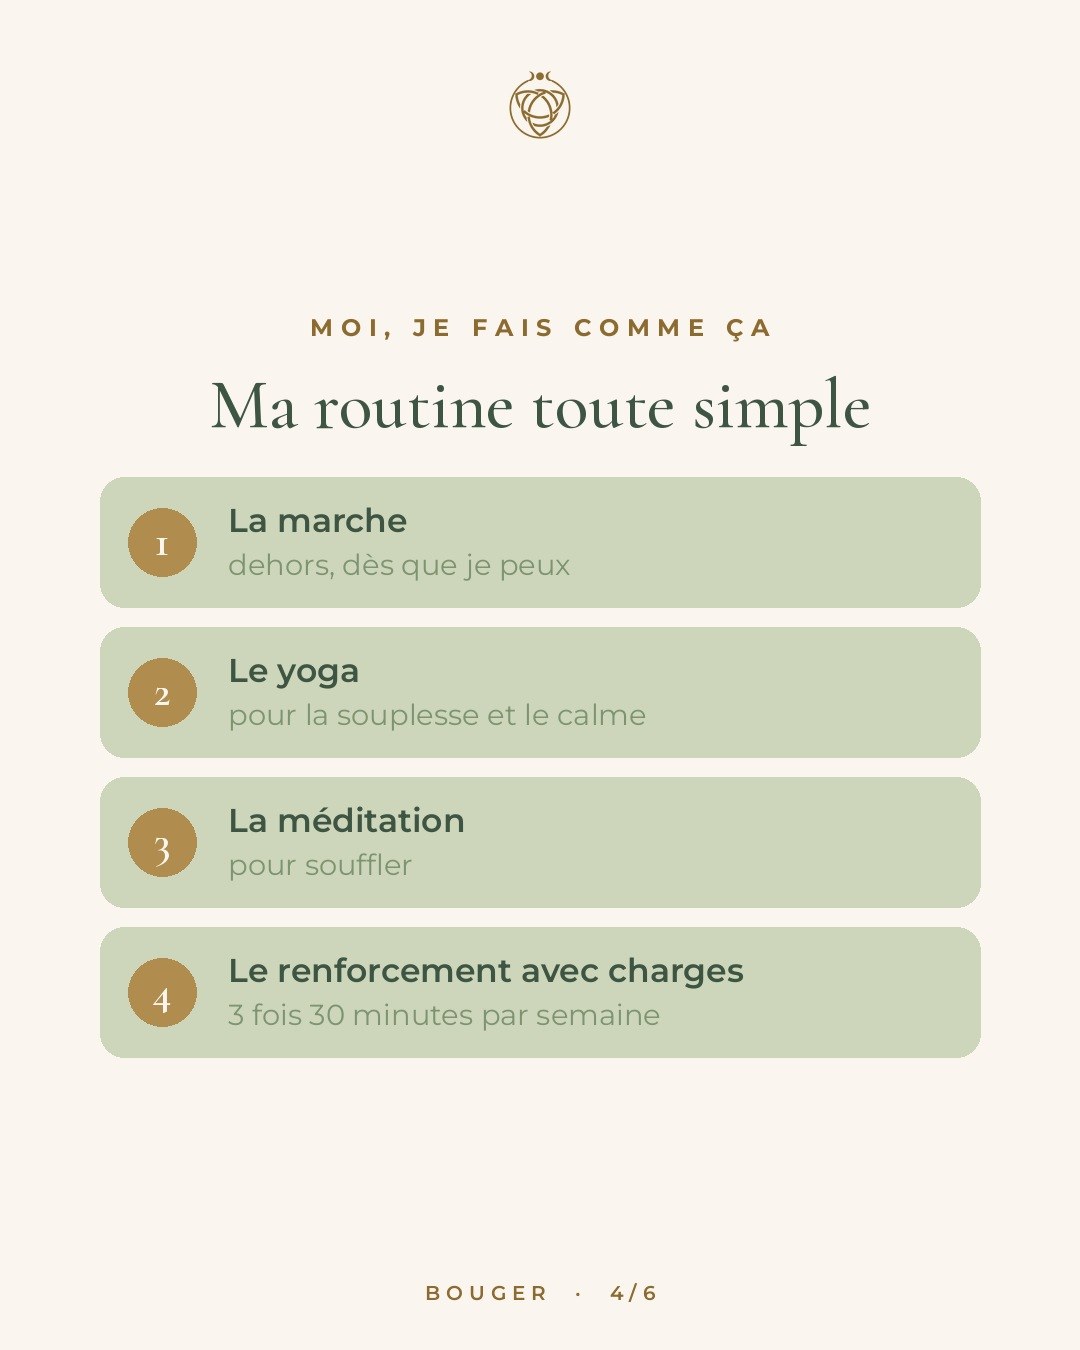 MOI, JE FAIS COMME ÇA
Ma routine toute simple
1
La marche
dehors, dès que je peux
2
Le yoga
pour la souplesse et le calme
3
La méditation
pour souffler
4
Le renforcement avec charges
3 fois 30 minutes par semaine
BOUGER · 4/6